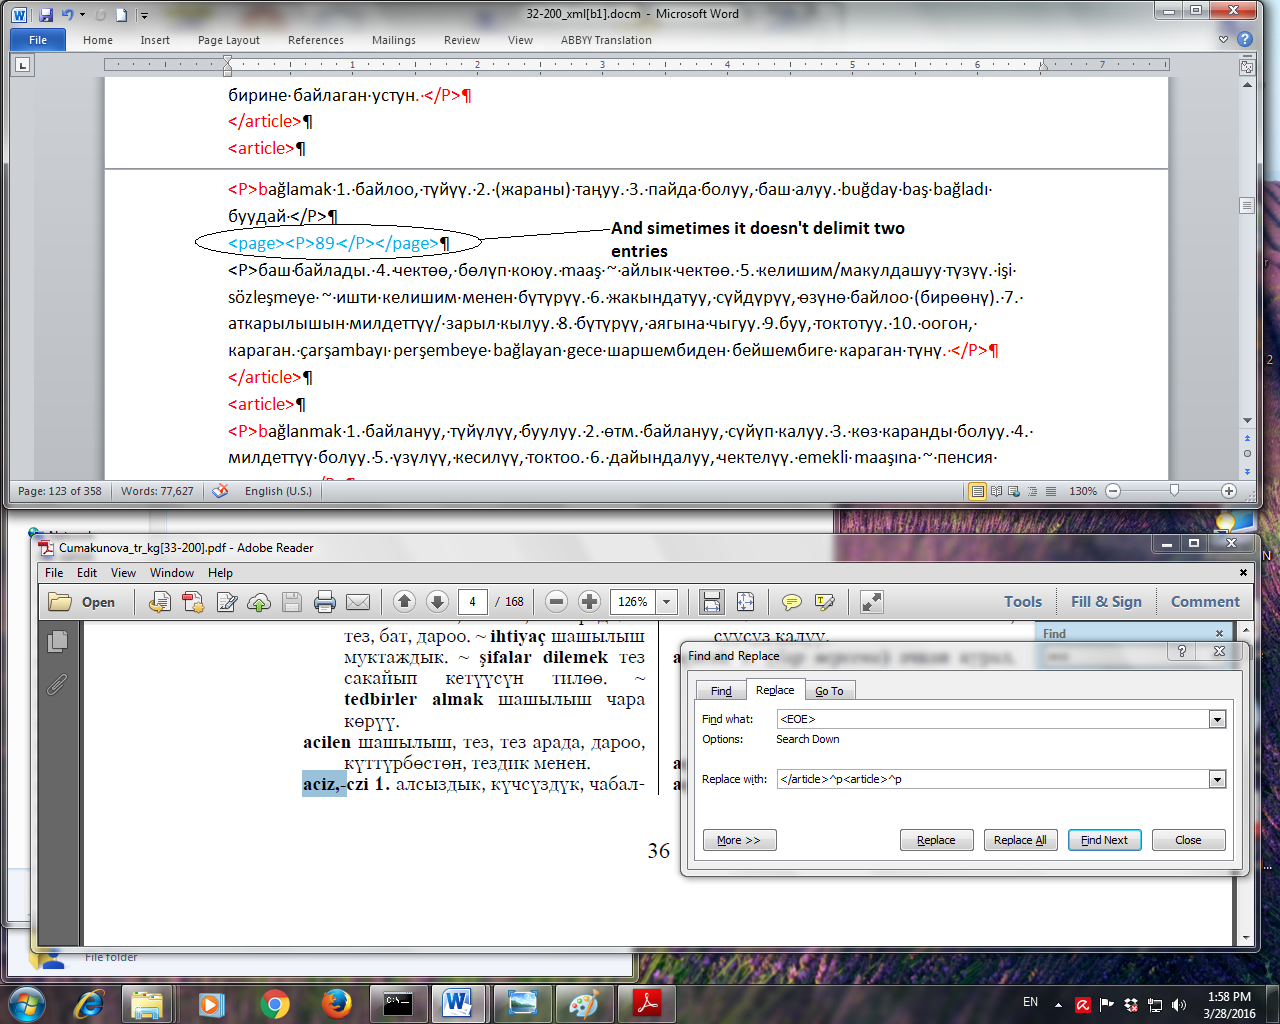 32-200_xml[b1].docm - Microsoft Word
File Home Insert Page Layout References Mailings Review View ABBYY Translation
1 2 3 4 5 6 7
бирине·байлаган·устун.·</P>¶
</article>¶
<article>¶
<P>bağlamak·1.·байлоо,·түйүү.·2.·(жараны)·таңуу.·3.·пайда·болуу,·баш·алуу.·buğday·baş·bağladı·
буудай·</P>¶
<page><P>89·</P></page>¶
And simetimes it doesn't delimit two
entries
<P>баш·байлады.·4.·чектөө,·бөлүп·коюу.·maaş·~·айлык·чектөө.·5.·келишим/макулдашуу·түзүү.·işi·
sözleşmeye·~·ишти·келишим·менен·бүтүрүү.·6.·жакындатуу,·сүйдүрүү,·өзүнө·байлоо·(бирөөнү).·7.·
аткарылышын·милдеттүү/·зарыл·кылуу.·8.·бүтүрүү,·аягына·чыгуу.·9.буу,·токтотуу.·10.·оогон,·
караган.·çarşambayı·perşembeye·bağlayan·gece·шаршембиден·бейшембиге·караган·түнү.·</P>¶
</article>¶
<article>¶
<P>bağlanmak·1.·байлануу,·түйүлүү,·буулуу.·2.·өтм.·байлануу,·сүйүп·калуу.·3.·көз·каранды·болуу.·4.·
милдеттүү·болуу.·5.·үзүлүү,·кесилүү,·токтоо.·6.·дайындалуу,·чектелүү.·emekli·maaşına·~·пенсия·
Page: 123 of 358 Words: 77,627 English (U.S.) 130%
Cumakunova_tr_kg[33-200].pdf - Adobe Reader
File Edit View Window Help
Open 4 / 168 126% Tools Fill & Sign Comment
тез, бат, дароо. ~ ihtiyaç шашылыш
муктаждык. ~ şifalar dilemek тез
сакайып кетүүсүн тилөө. ~
tedbirler almak шашылыш чара
көрүү.
acilen шашылыш, тез, тез арада, дароо,
күттүрбөстөн, тездик менен.
aciz,-czi 1. алсыздык, күчсүздүк, чабал-
суусуз калуу.
36
Find
Find and Replace
Find Replace Go To
Find what: <EOE>
Options: Search Down
Replace with: </article>^p<article>^p
More >> Replace Replace All Find Next Close
File folder
EN
1:58 PM
3/28/2016